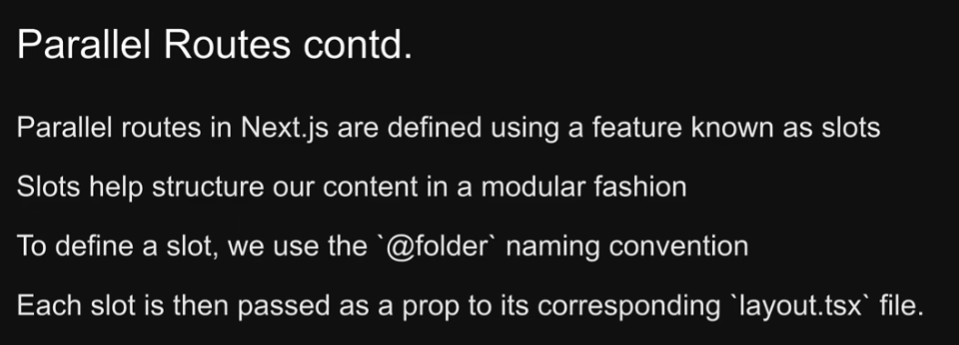 Parallel Routes contd.
Parallel routes in Next.js are defined using a feature known as slots
Slots help structure our content in a modular fashion
To define a slot, we use the `@folder` naming convention
Each slot is then passed as a prop to its corresponding `layout.tsx` file.